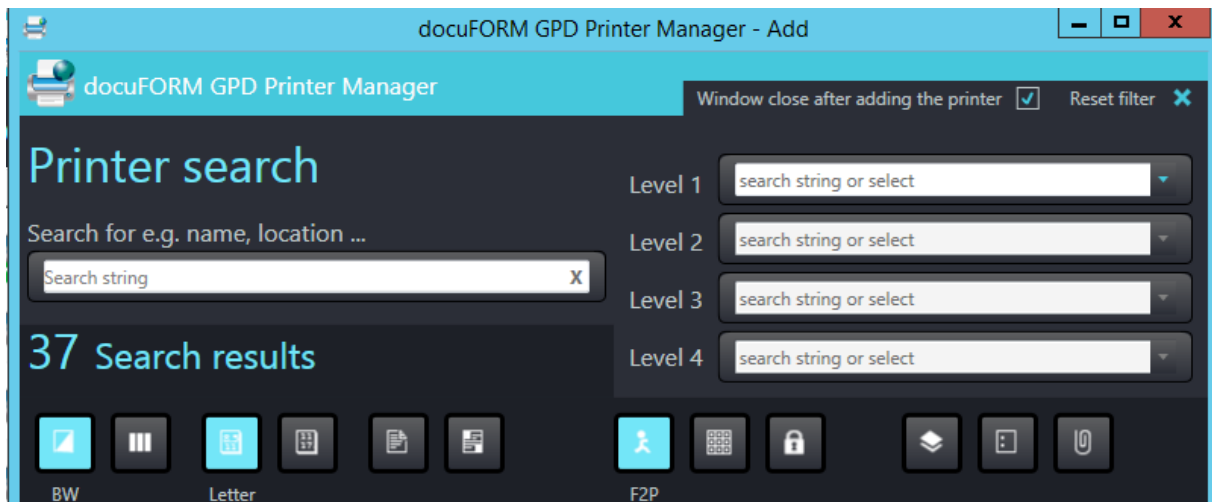 docuFORM GPD Printer Manager - Add
docuFORM GPD Printer Manager
Window close after adding the printer
Reset filter
Printer search
Search for e.g. name, location ...
Search string X
Level 1 search string or select
Level 2 search string or select
Level 3 search string or select
Level 4 search string or select
37 Search results
BW
Letter
F2P